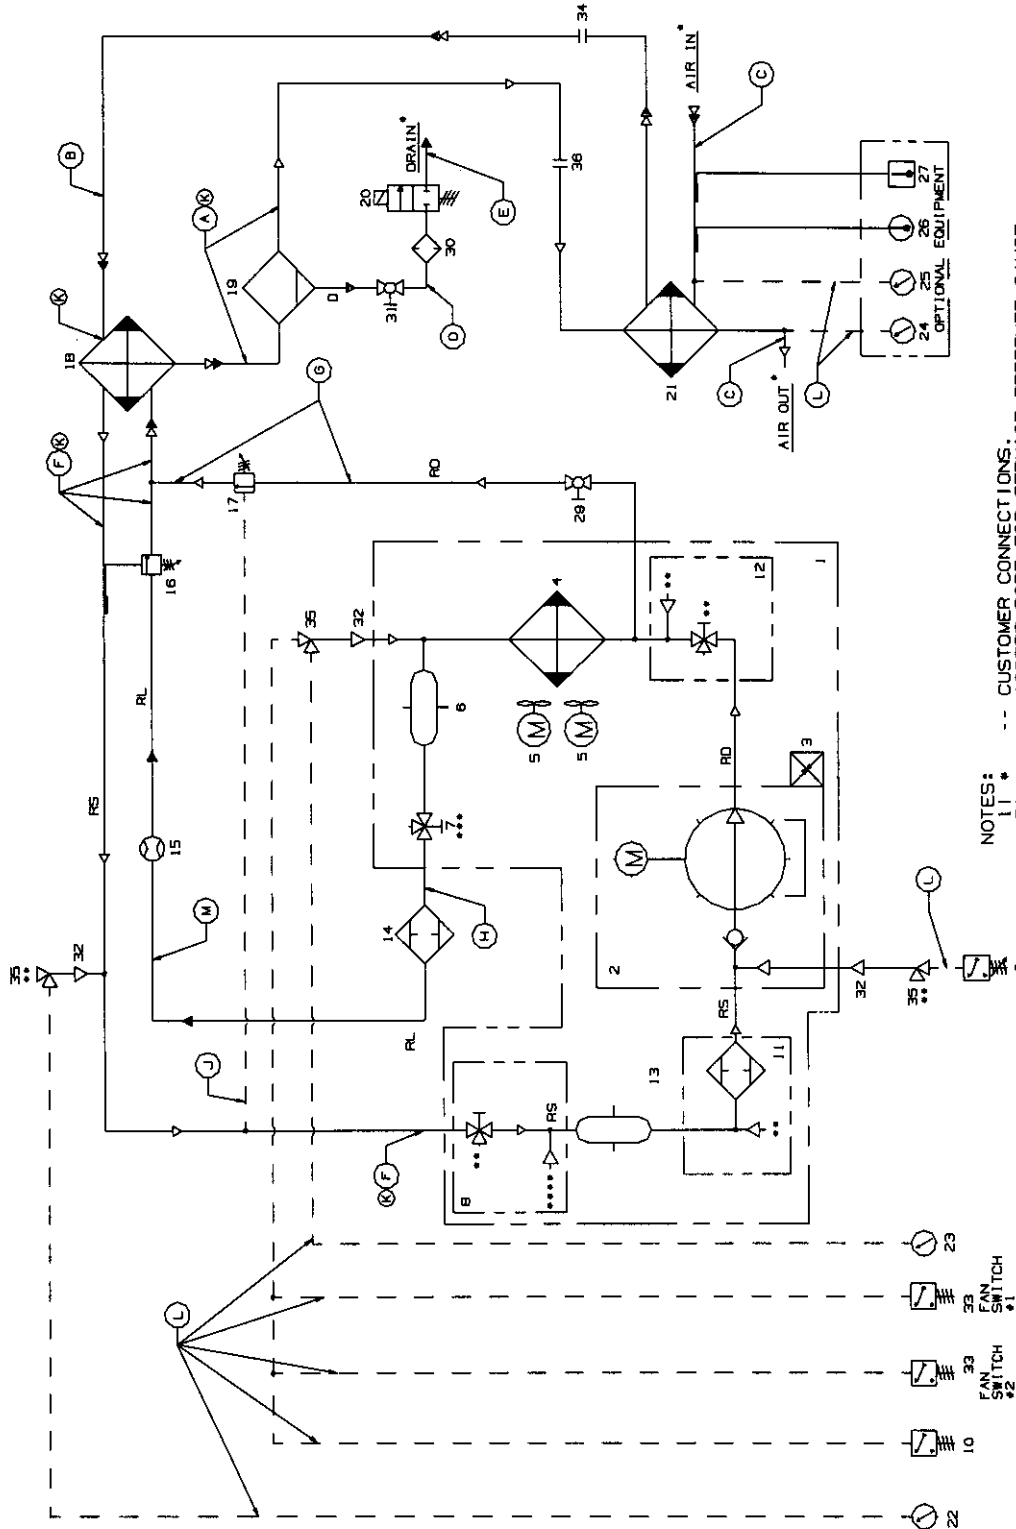 34
B
AIR IN*
C
K
18
A K
20
DRAIN*
36
27
19
E
30
26
EQUIPMENT
D
31
D
25
OPTIONAL
F K
G
21
24
C
L
AIR OUT*
17
RD
29
16
35
32
4
12
**
1
RL
6
**
5
M
5
M
RS
RD
3
7
***
15
M
NOTES:
1) * -- CUSTOMER CONNECTIONS.
14
H
M
L
35
**
32
2
32
35
**
RL
RS
J
13
11
RS
**
**
K F
8
****
L
23
33
FAN
SWITCH
#1
33
FAN
SWITCH
#2
10
22